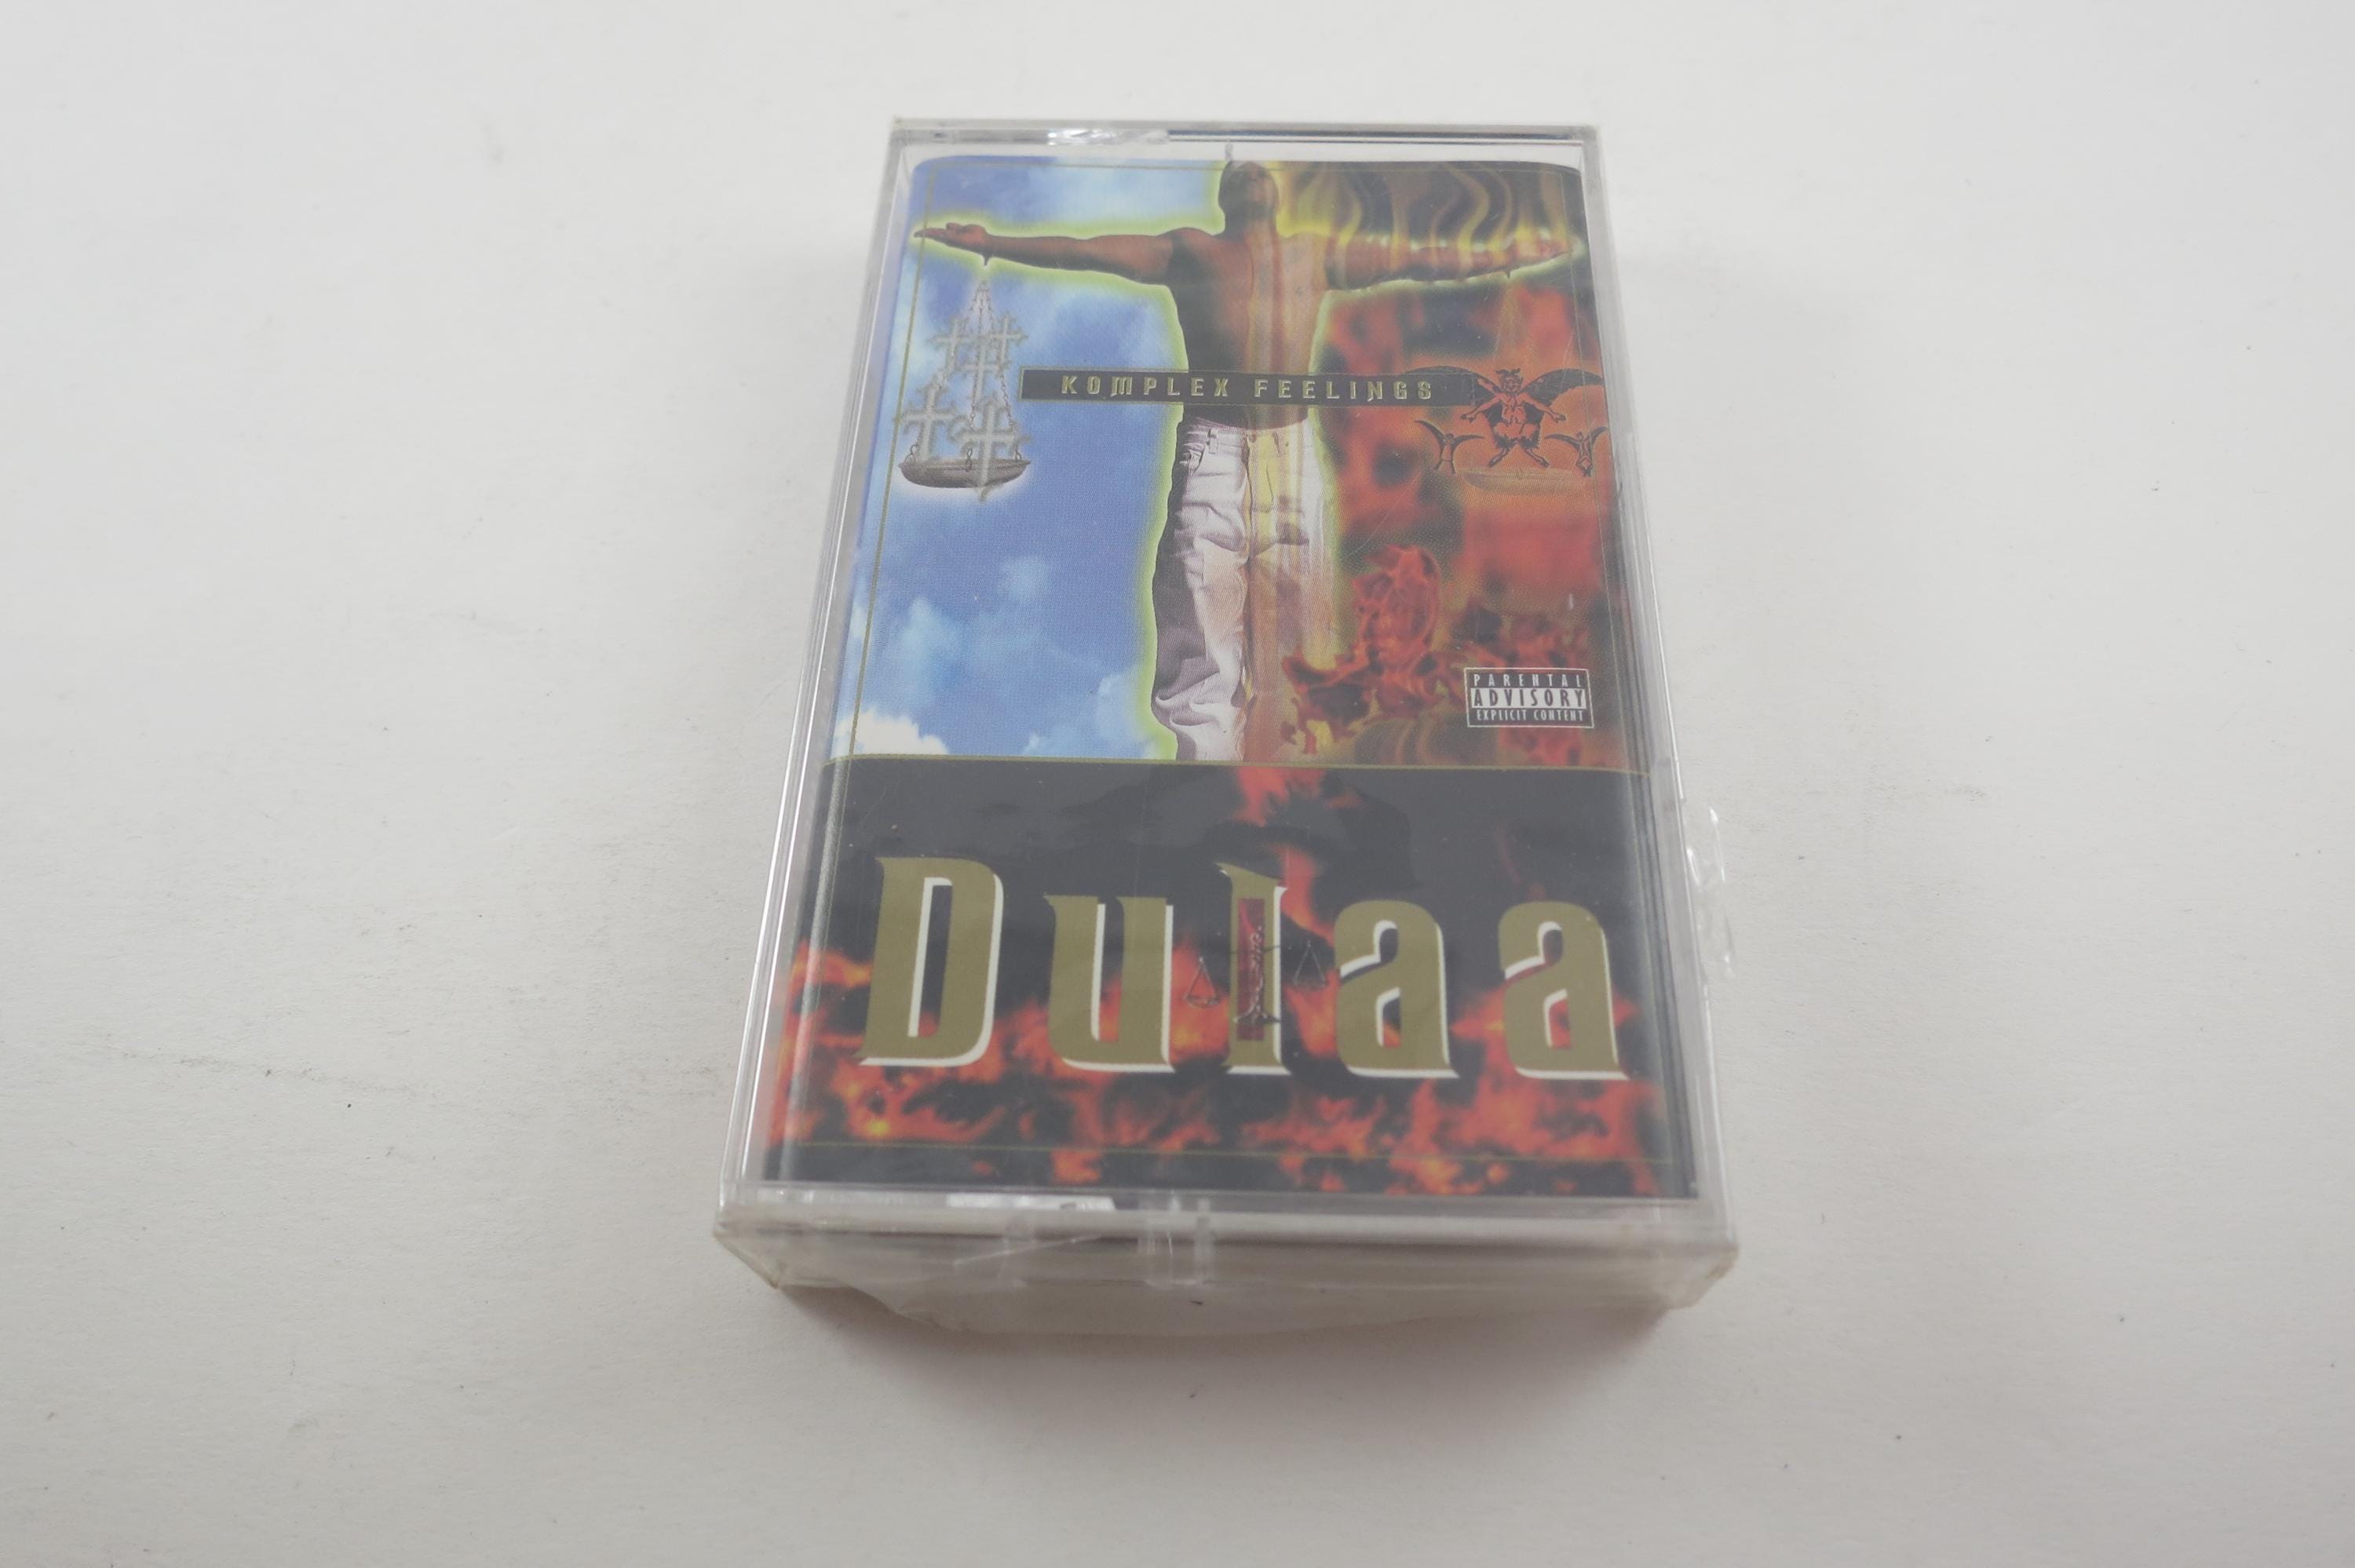 KOMPLEX FEELINGS
PARENTAL
ADVISORY
EXPLICIT CONTENT
Dulaa